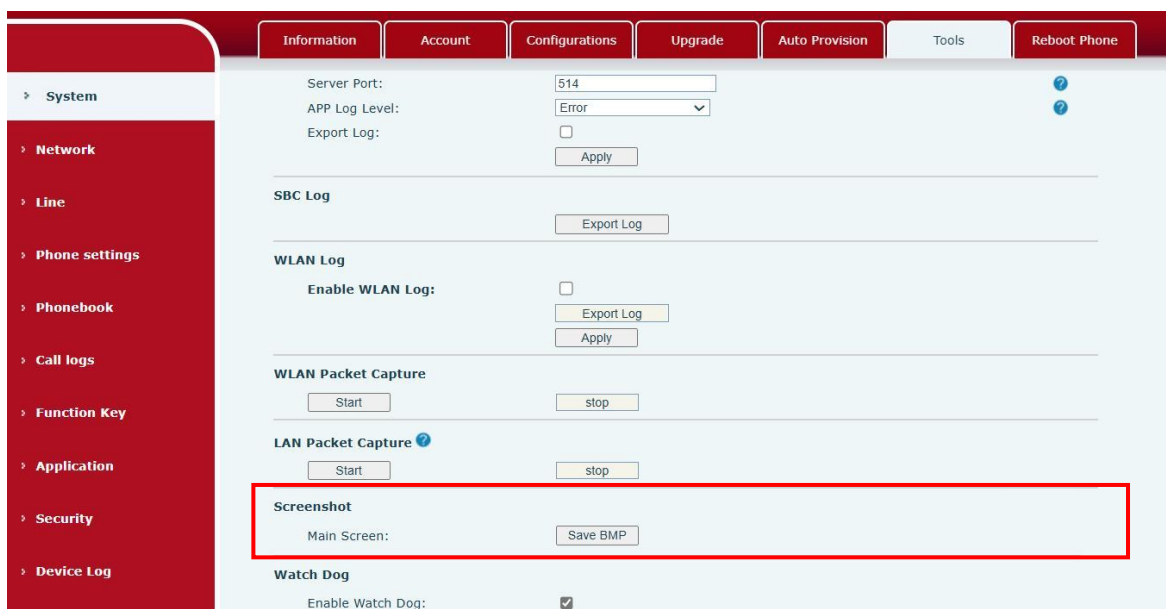 Information Account Configurations Upgrade Auto Provision Tools Reboot Phone
System
Network
Line
Phone settings
Phonebook
Call logs
Function Key
Application
Security
Device Log
Server Port: 514
APP Log Level: Error
Export Log:
Apply
SBC Log
Export Log
WLAN Log
Enable WLAN Log:
Export Log
Apply
WLAN Packet Capture
Start stop
LAN Packet Capture ?
Start stop
Screenshot
Main Screen: Save BMP
Watch Dog
Enable Watch Dog: